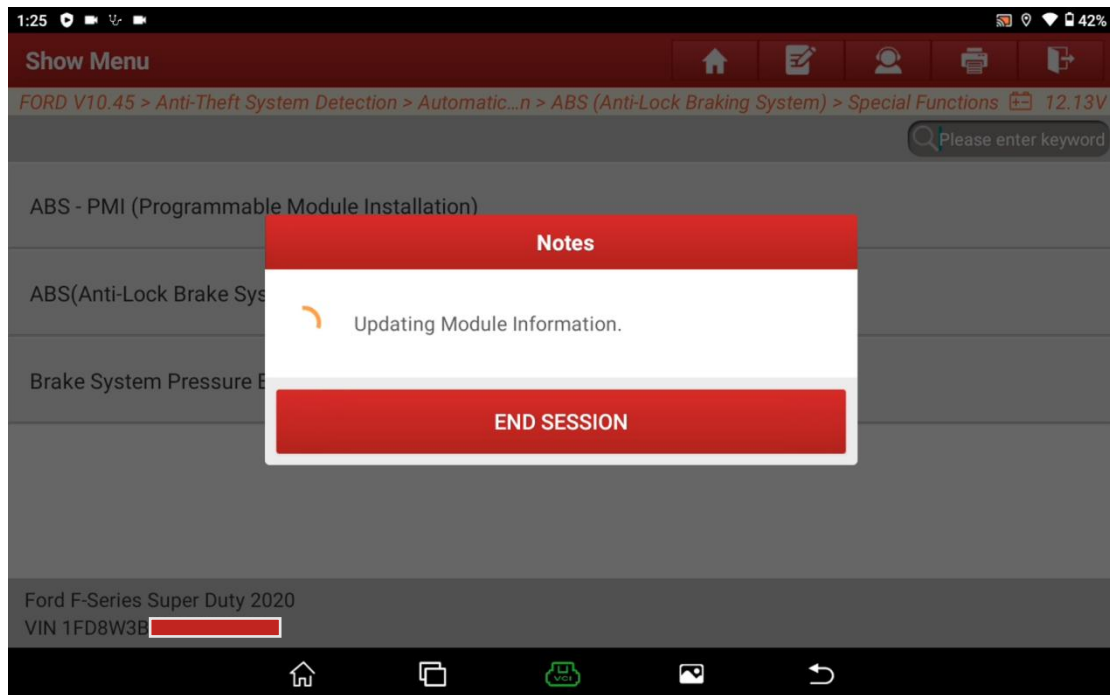 1:25
42%
Show Menu
FORD V10.45 > Anti-Theft System Detection > Automatic...n > ABS (Anti-Lock Braking System) > Special Functions 12.13V
Please enter keyword
ABS - PMI (Programmable Module Installation)
Notes
ABS(Anti-Lock Brake Sys
Updating Module Information.
Brake System Pressure
END SESSION
Ford F-Series Super Duty 2020
VIN 1FD8W3B
VCI